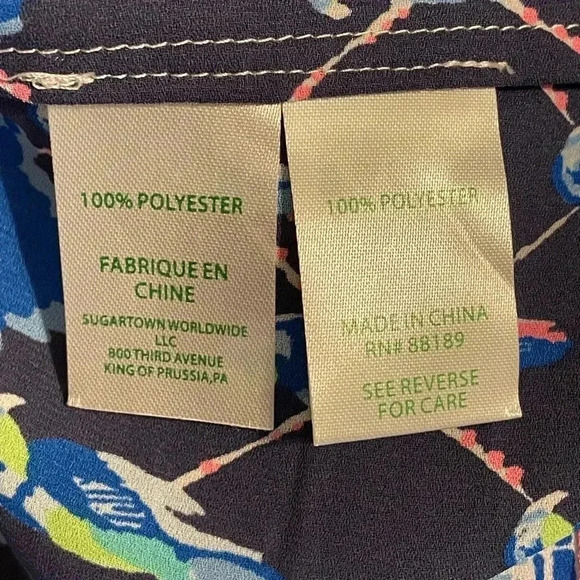 100% POLYESTER
FABRIQUE EN
CHINE
SUGARTOWN WORLDWIDE
LLC
800 THIRD AVENUE
KING OF PRUSSIA,PA
100% POLYESTER
MADE IN CHINA
RN# 88189
SEE REVERSE
FOR CARE